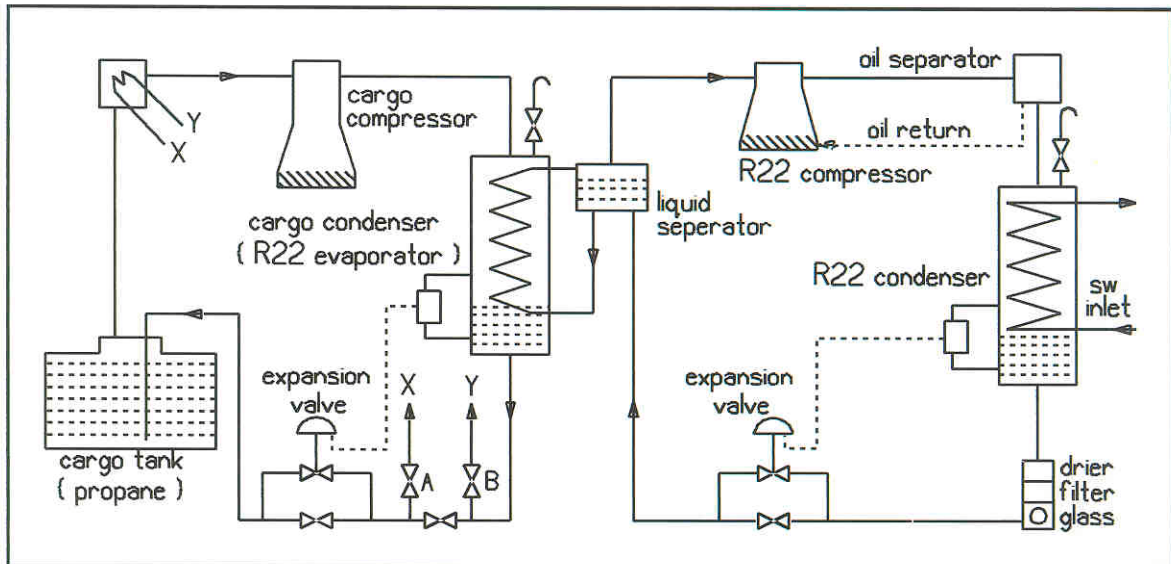 Y
X
cargo
compressor
oil separator
oil return
R22 compressor
liquid
seperator
cargo condenser
( R22 evaporator )
R22 condenser
sw
inlet
expansion
valve
X
Y
A
B
expansion
valve
cargo tank
( propane )
drier
filter
glass